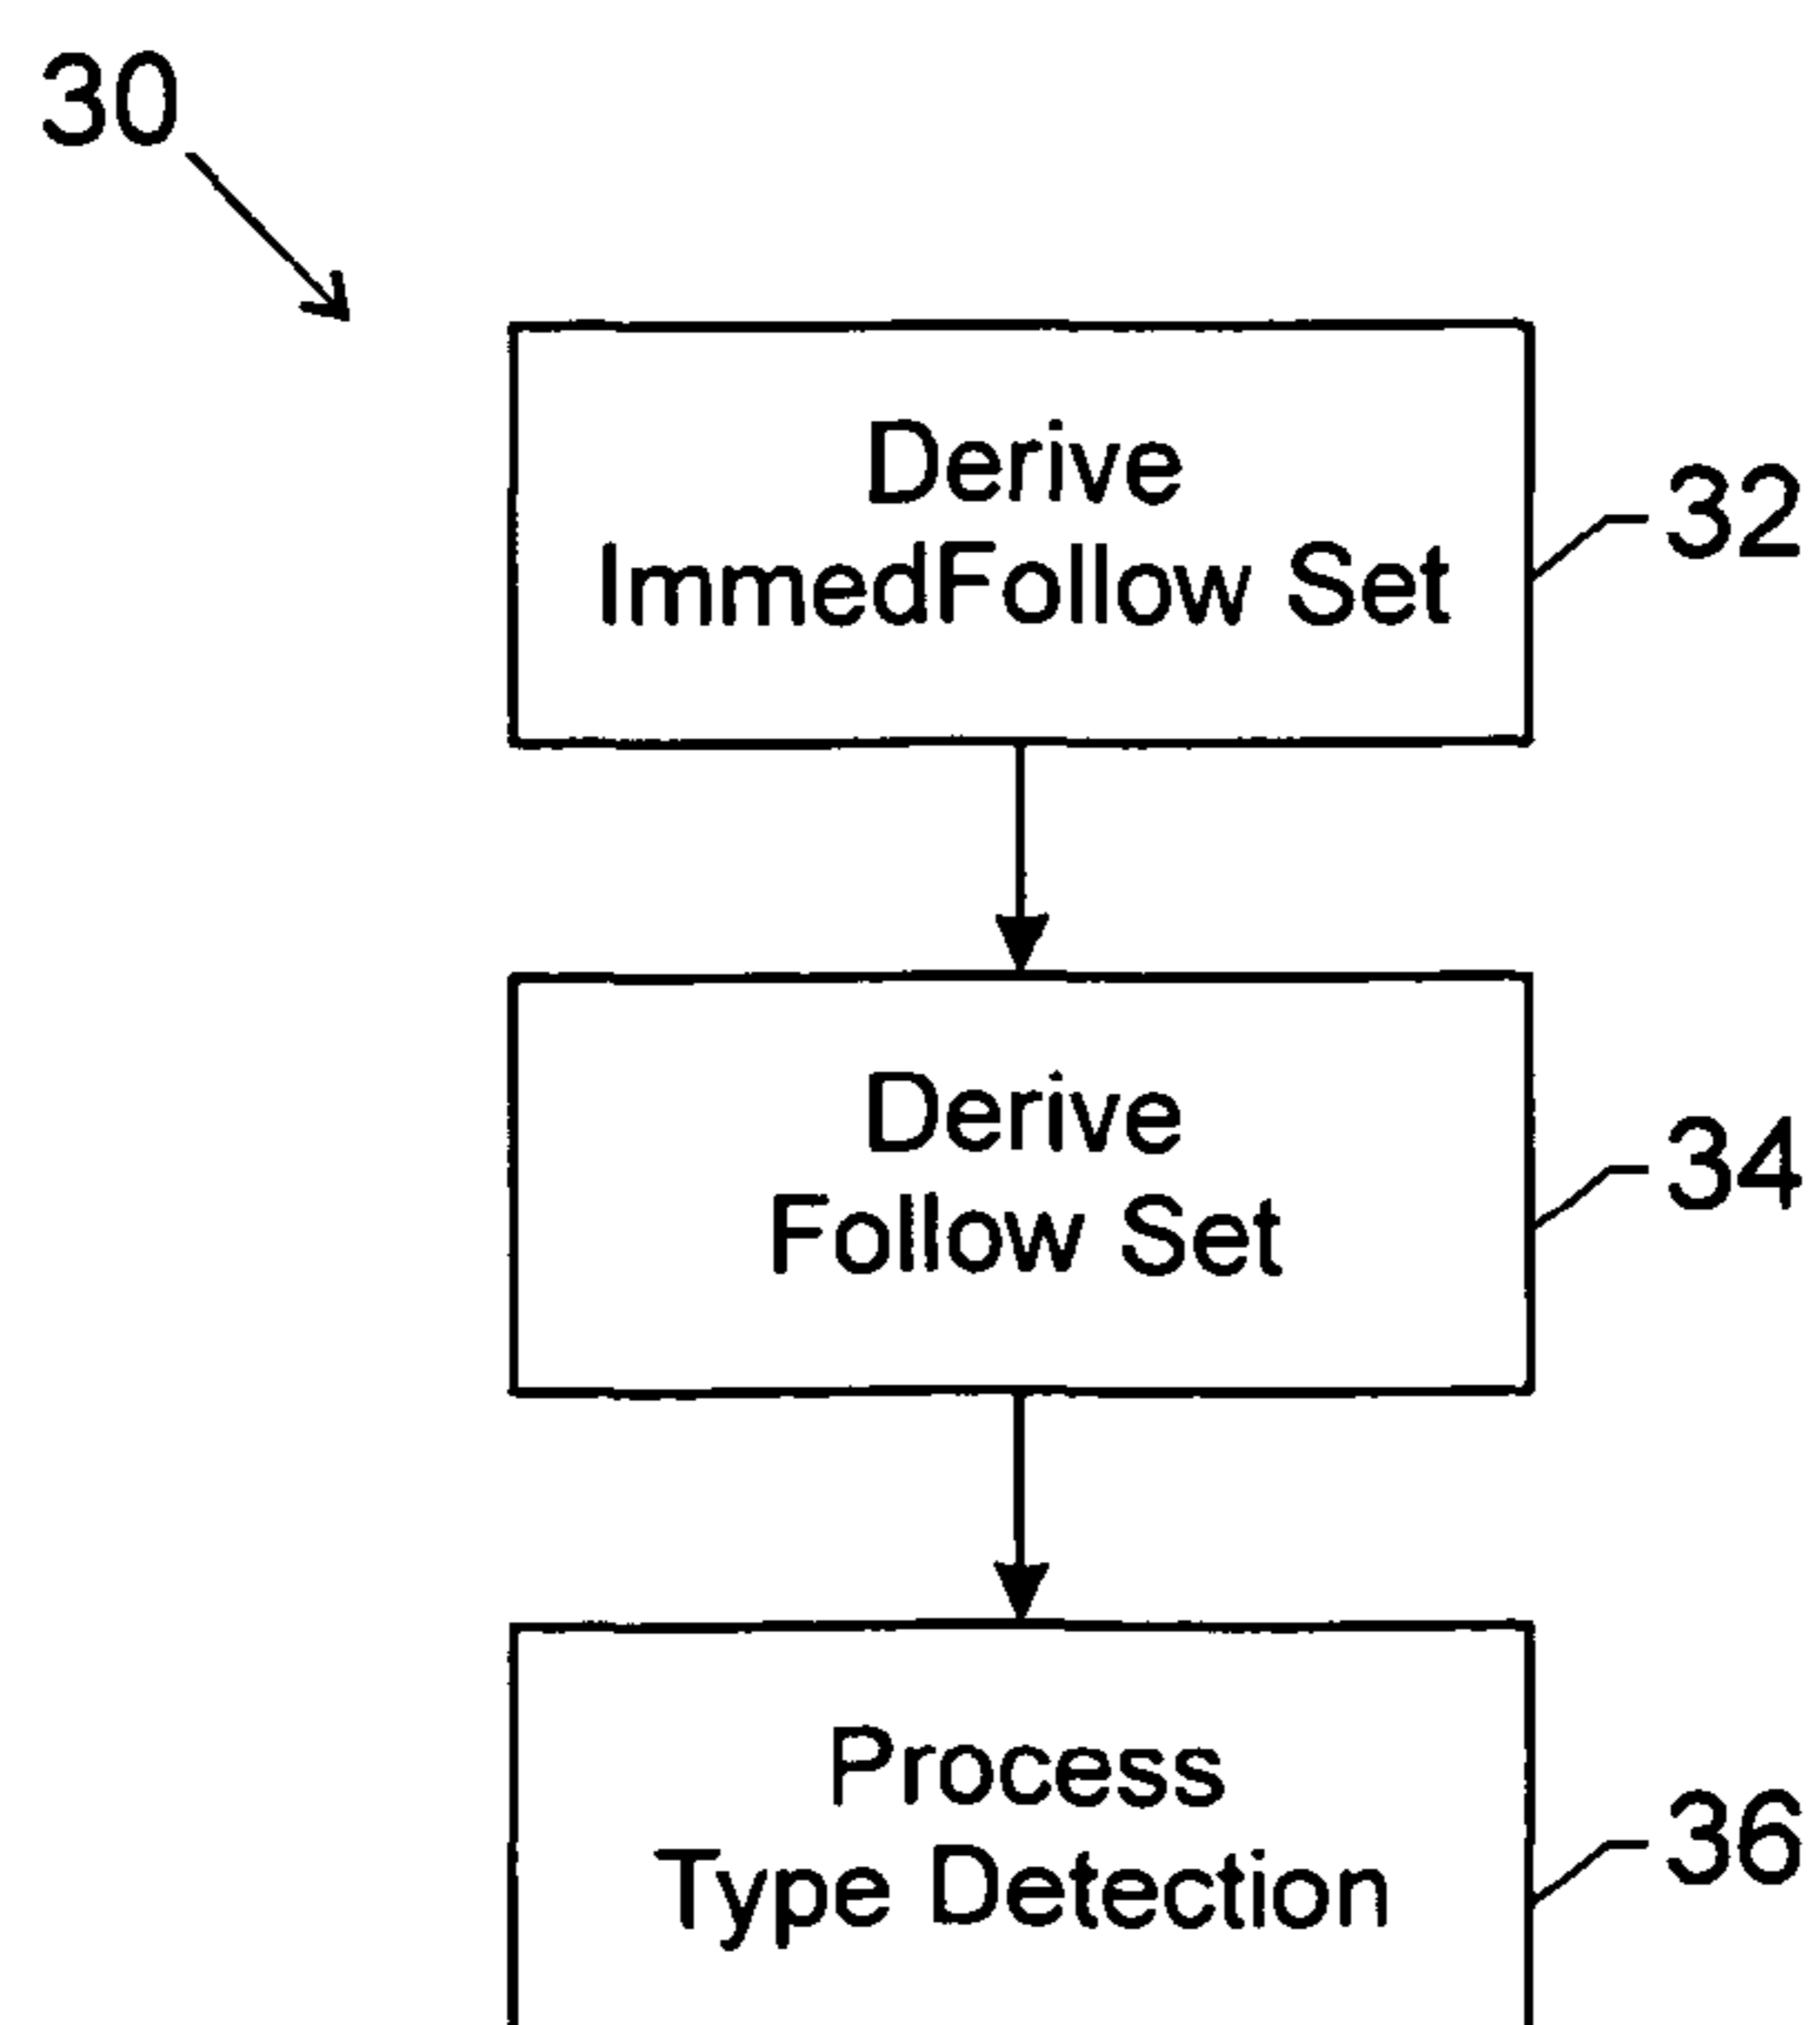 30
Derive
ImmedFollow Set
32
Derive
Follow Set
34
Process
Type Detection
36